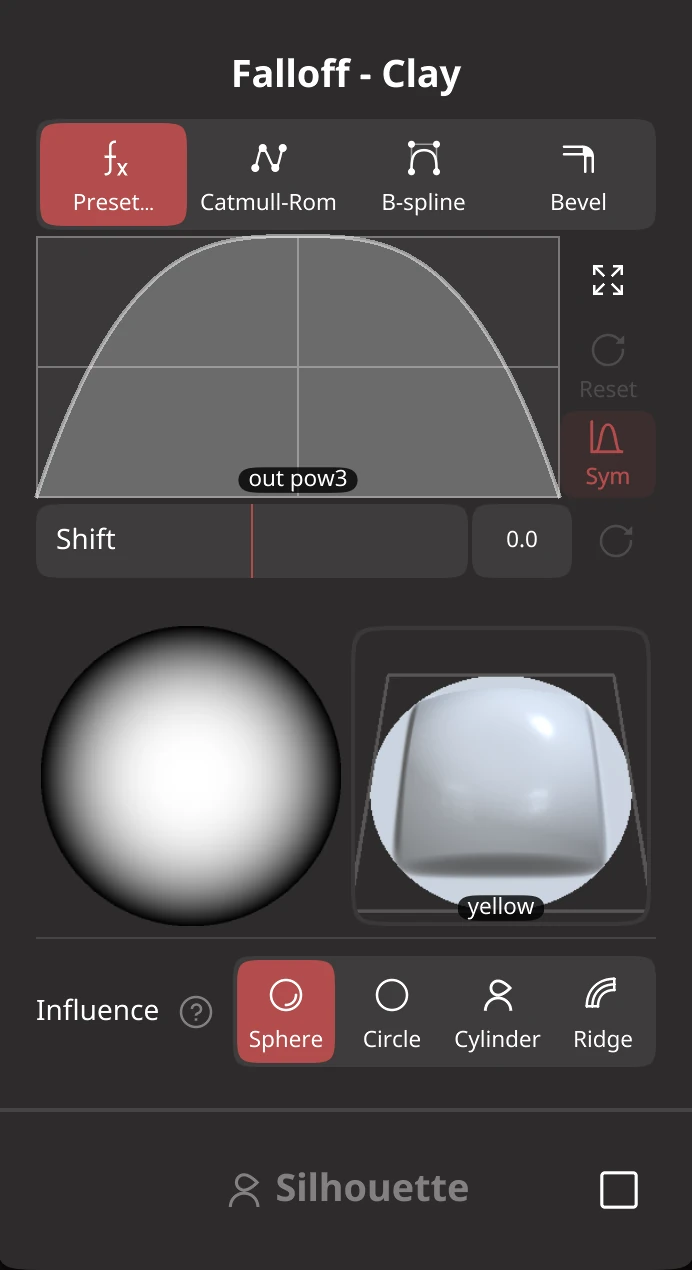 Falloff - Clay
Preset...
Catmull-Rom
B-spline
Bevel
Reset
Sym
out pow3
Shift
0.0
yellow
Influence
?
Sphere
Circle
Cylinder
Ridge
Silhouette